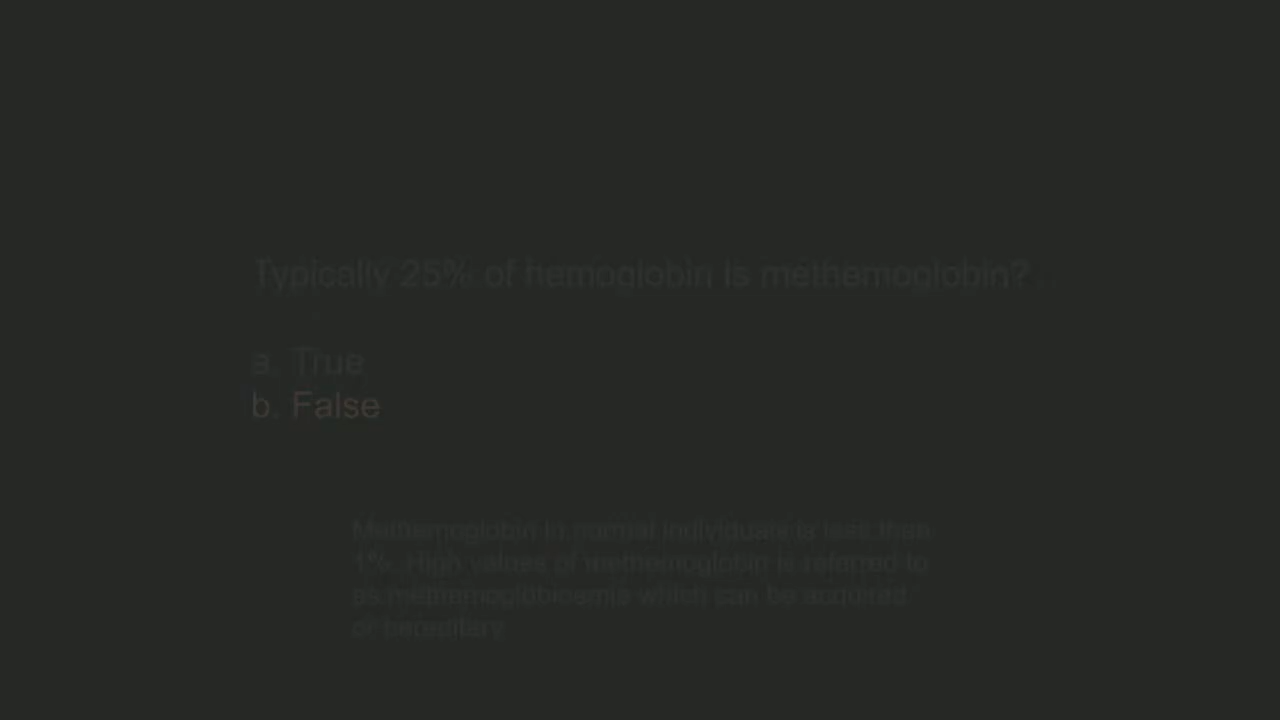 Typically 25% of hemoglobin is methemoglobin?
a. True
b. False
Methemoglobin in normal individuals is less than
1%. High values of methemoglobin is referred to
as methemoglobinemia which can be acquired
or hereditary